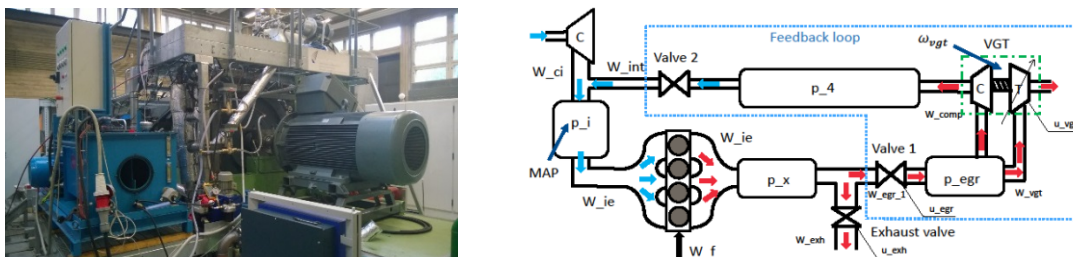 Feedback loop
ω_vgt
VGT
C
W_ci
W_int
Valve 2
p_4
C
T
W_comp
u_vg
p_i
MAP
W_ie
W_ie
p_x
Valve 1
p_egr
W_egr_1
u_egr
W_vgt
W_exh
Exhaust valve
u_exh
W_f